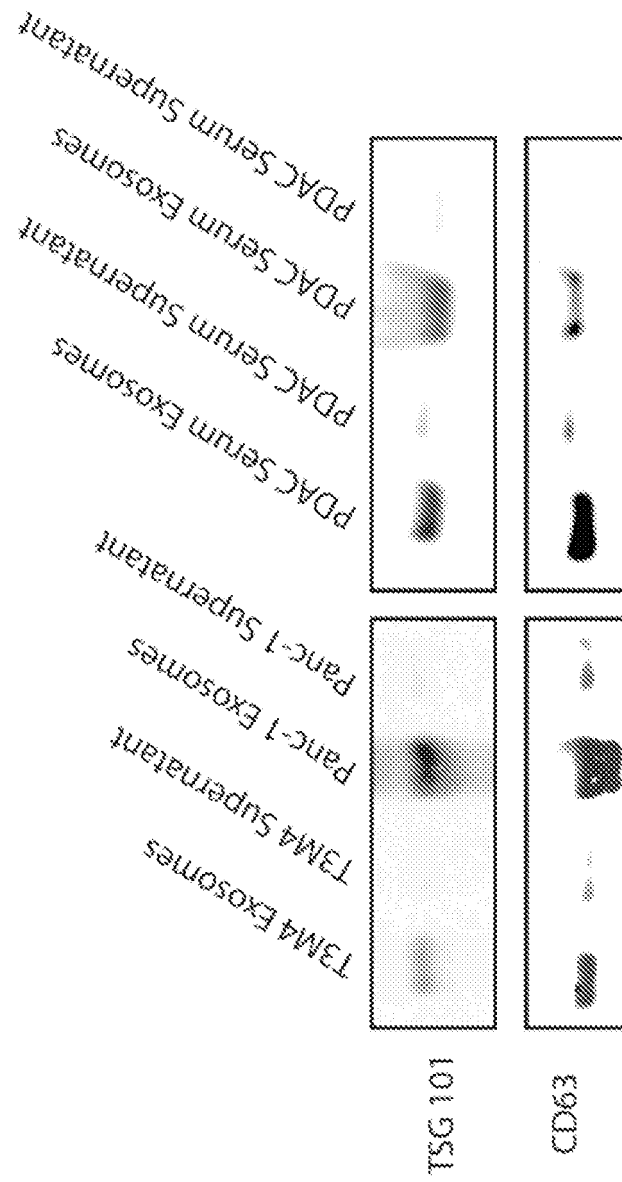 T3M4 Exosomes
T3M4 Supernatant
Panc-1 Exosomes
Panc-1 Supernatant
PDAC Serum Exosomes
PDAC Serum Supernatant
PDAC Serum Exosomes
PDAC Serum Supernatant
TSG 101
CD63